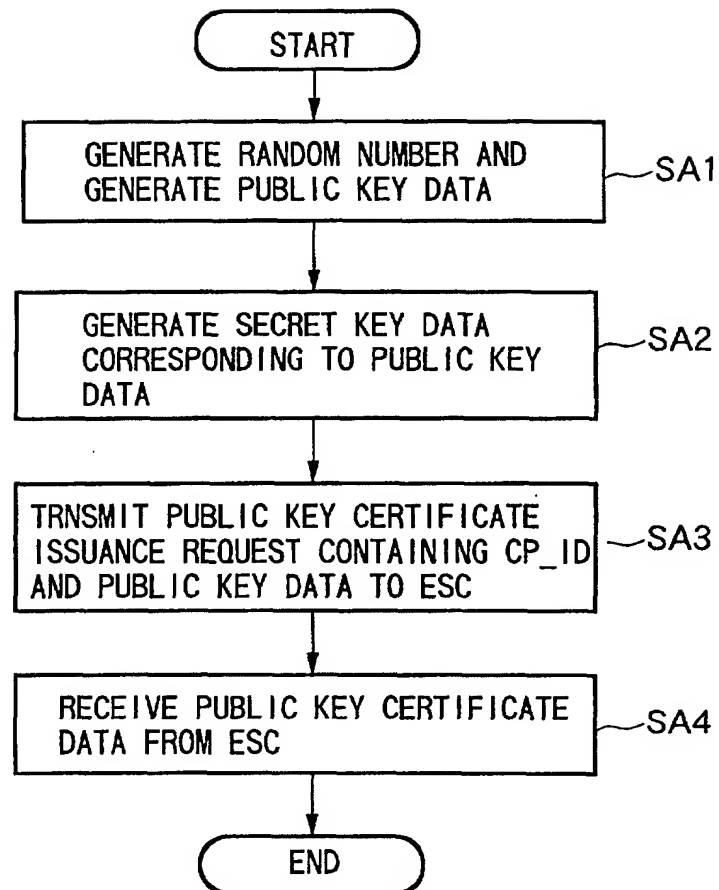 START
GENERATE RANDOM NUMBER AND
GENERATE PUBLIC KEY DATA
SA1
GENERATE SECRET KEY DATA
CORRESPONDING TO PUBLIC KEY
DATA
SA2
TRNSMIT PUBLIC KEY CERTIFICATE
ISSUANCE REQUEST CONTAINING CP_ID
AND PUBLIC KEY DATA TO ESC
SA3
RECEIVE PUBLIC KEY CERTIFICATE
DATA FROM ESC
SA4
END